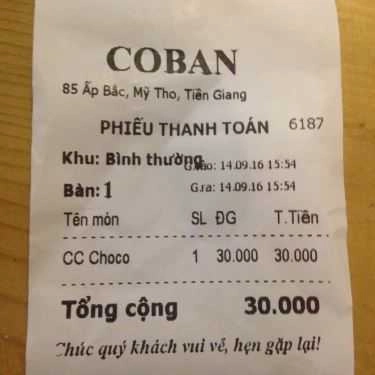 COBAN
85 Ấp Bắc, Mỹ Tho, Tiền Giang
PHIẾU THANH TOÁN 6187
Khu: Bình thường G.vào: 14.09.16 15:54
Bàn: 1 G.ra: 14.09.16 15:54
Tên món SL ĐG T.Tiền
CC Choco 1 30.000 30.000
Tổng cộng 30.000
Chúc quý khách vui vẻ, hẹn gặp lại!